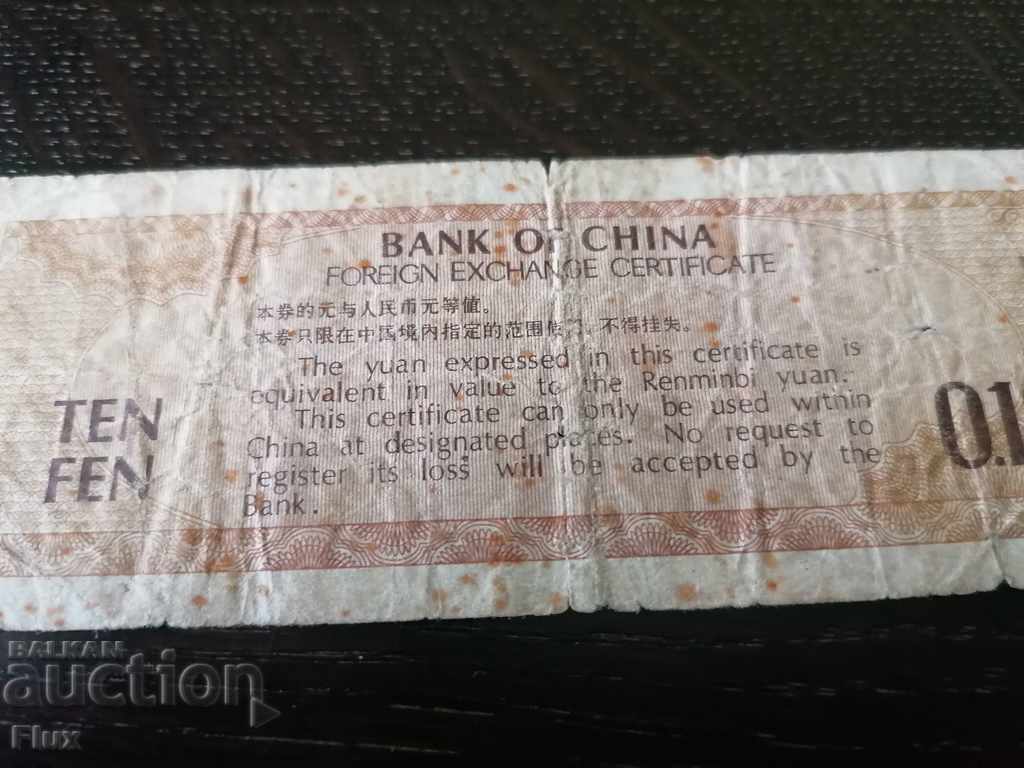 BANK OF CHINA
FOREIGN EXCHANGE CERTIFICATE
本券的元与人民币元等值。
本券只限在中国境内指定的范围使用，不得挂失。
The yuan expressed in this certificate is
equivalent in value to the Renminbi yuan.
This certificate can only be used within
China at designated places. No request to
register its loss will be accepted by the
Bank.
TEN
FEN
0.1
BALKAN
auction
Flux